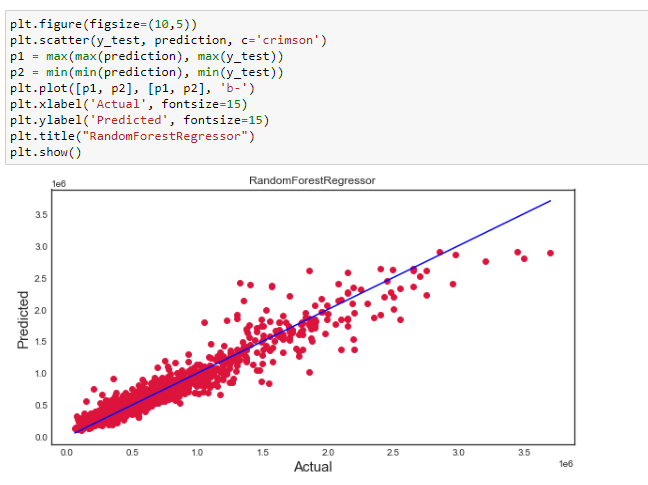 plt.figure(figsize=(10,5))
plt.scatter(y_test, prediction, c='crimson')
p1 = max(max(prediction), max(y_test))
p2 = min(min(prediction), min(y_test))
plt.plot([p1, p2], [p1, p2], 'b-')
plt.xlabel('Actual', fontsize=15)
plt.ylabel('Predicted', fontsize=15)
plt.title("RandomForestRegressor")
plt.show()
1e6
RandomForestRegressor
3.5
3.0
2.5
2.0
1.5
1.0
0.5
0.0
Predicted
0.0 0.5 1.0 1.5 2.0 2.5 3.0 3.5
Actual
1e6